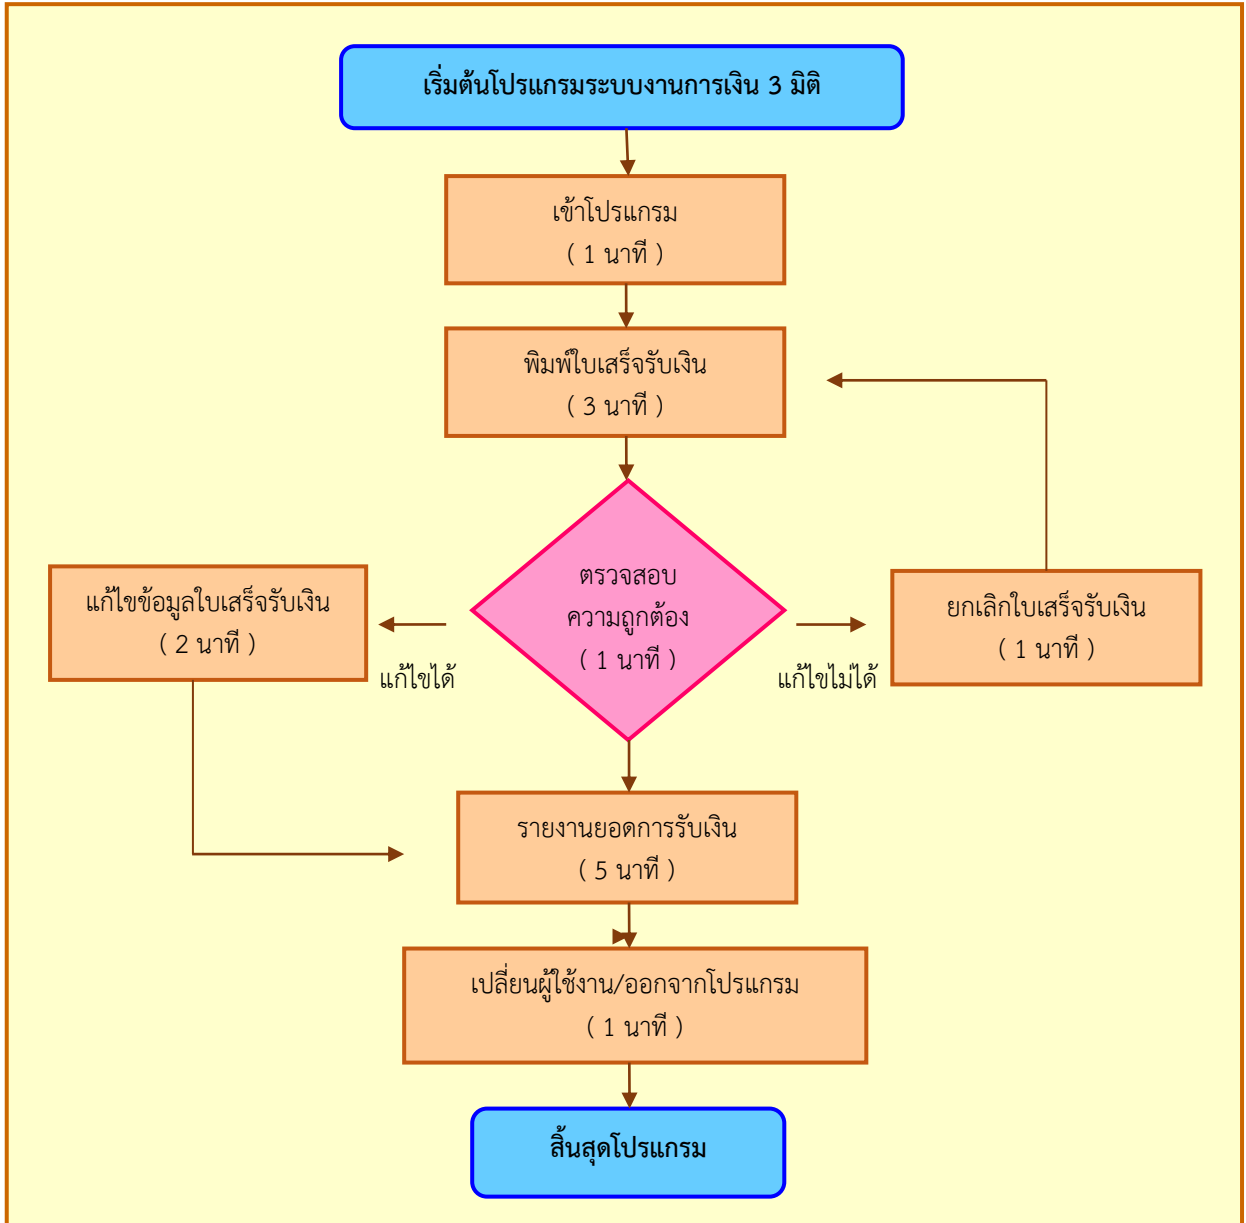 เริ่มต้นโปรแกรมระบบงานการเงิน 3 มิติ
เข้าโปรแกรม
( 1 นาที )
พิมพ์ใบเสร็จรับเงิน
( 3 นาที )
ตรวจสอบ
ความถูกต้อง
( 1 นาที )
แก้ไขข้อมูลใบเสร็จรับเงิน
( 2 นาที )
แก้ไขได้
แก้ไขไม่ได้
ยกเลิกใบเสร็จรับเงิน
( 1 นาที )
รายงานยอดการรับเงิน
( 5 นาที )
เปลี่ยนผู้ใช้งาน/ออกจากโปรแกรม
( 1 นาที )
สิ้นสุดโปรแกรม